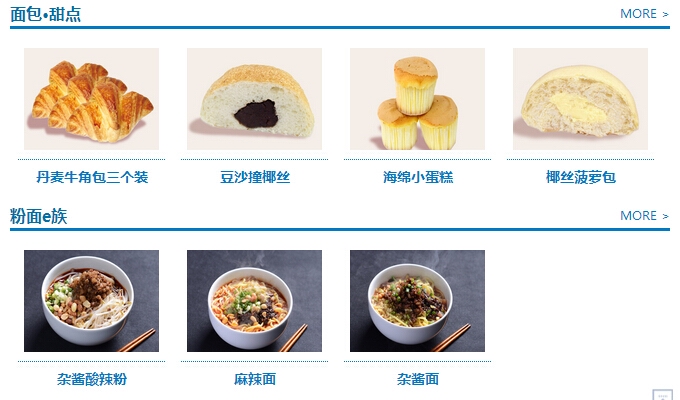 面包•甜点
MORE >
丹麦牛角包三个装
豆沙撞椰丝
海绵小蛋糕
椰丝菠萝包
粉面e族
MORE >
杂酱酸辣粉
麻辣面
杂酱面